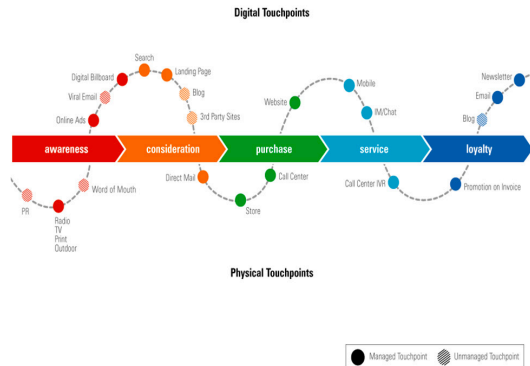 Digital Touchpoints
Search
Digital Billboard
Landing Page
Newsletter
Mobile
Viral Email
Blog
Email
Website
IM/Chat
Online Ads
3rd Party Sites
Blog
awareness
consideration
purchase
service
loyalty
Direct Mail
Call Center
Call Center IVR
Promotion on Invoice
Word of Mouth
PR
Radio
TV
Print
Outdoor
Store
Physical Touchpoints
Managed Touchpoint
Unmanaged Touchpoint